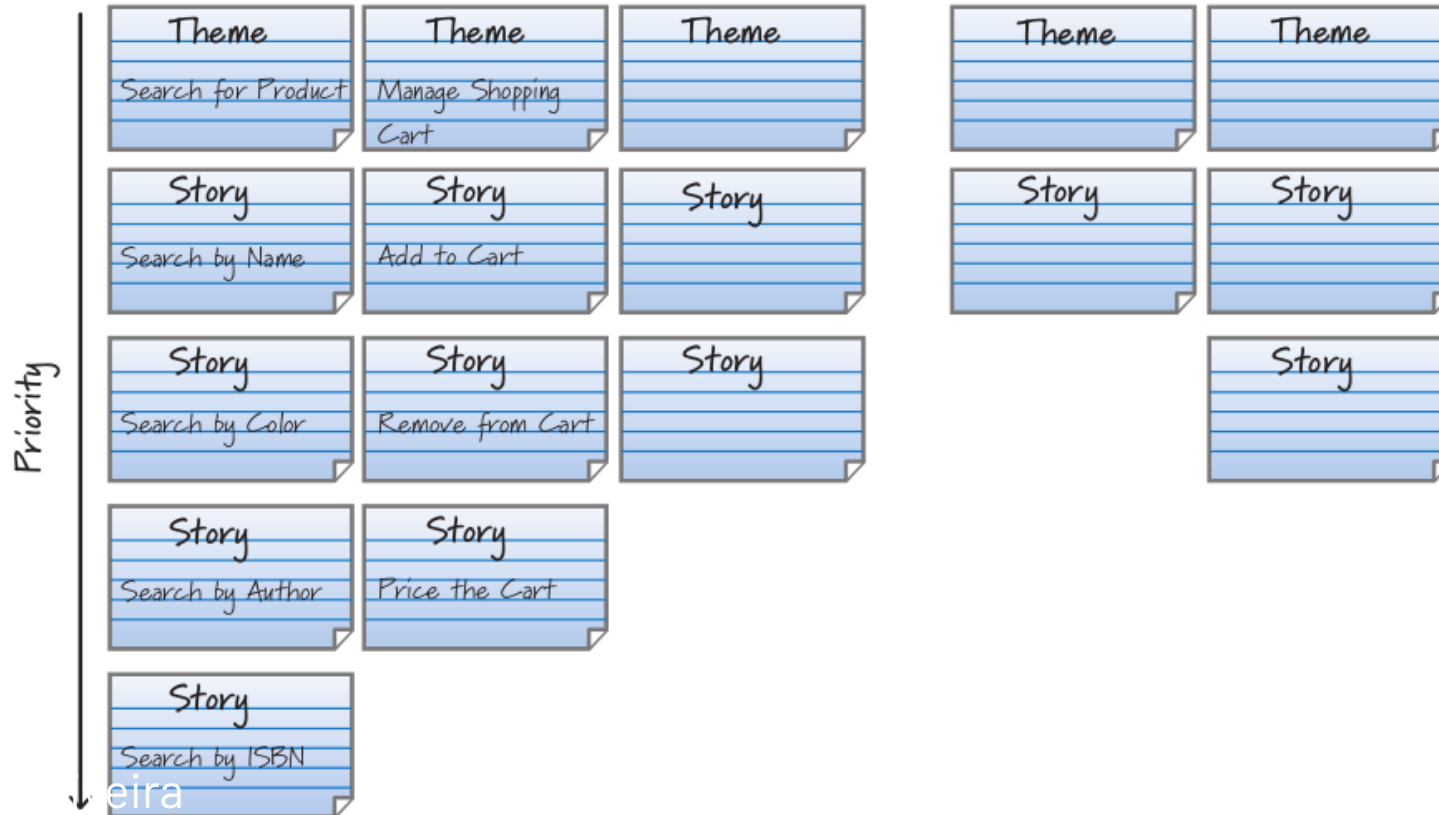 Theme Theme Theme Theme Theme
Search for Product Manage Shopping
Cart
Story Story Story Story Story
Search by Name Add to Cart
Story Story Story Story
Search by Color Remove from Cart
Priority
Story Story
Search by Author Price the Cart
Story
Search by ISBN
eira